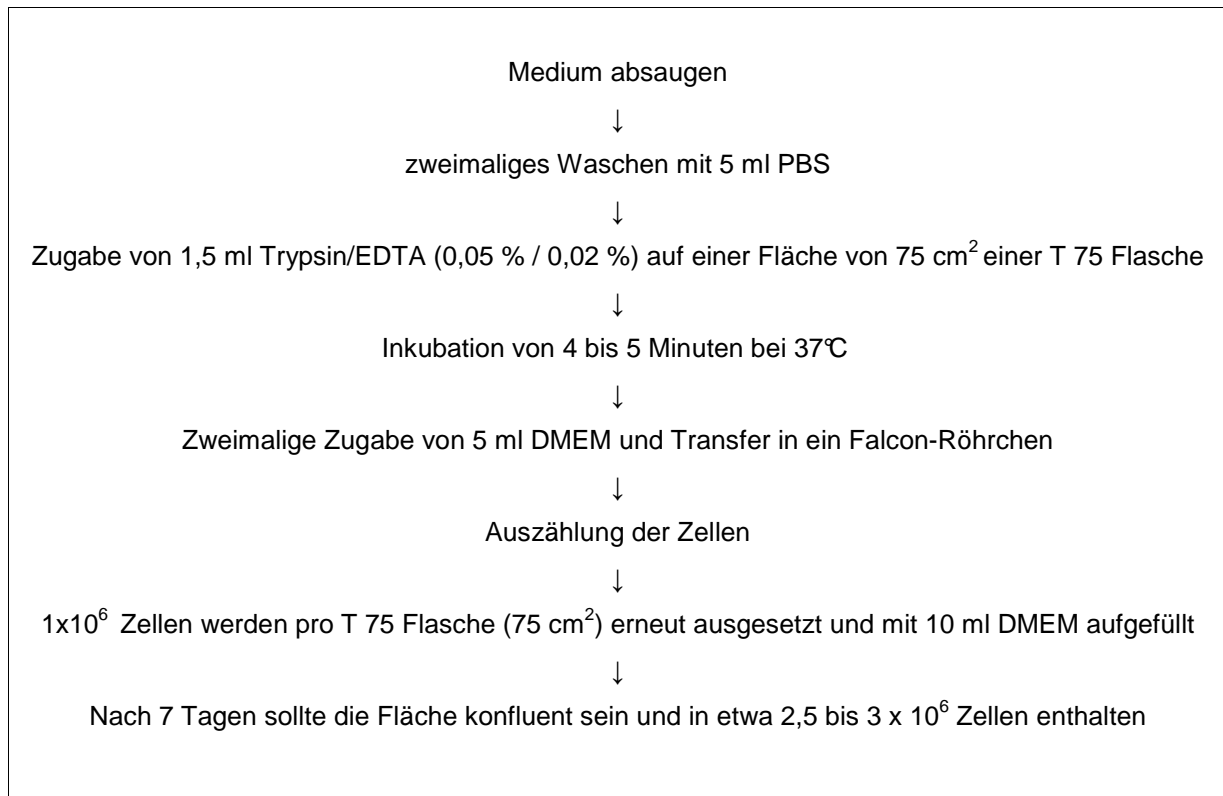 Medium absaugen
↓
zweimaliges Waschen mit 5 ml PBS
↓
Zugabe von 1,5 ml Trypsin/EDTA (0,05 % / 0,02 %) auf einer Fläche von 75 cm² einer T 75 Flasche
↓
Inkubation von 4 bis 5 Minuten bei 37°C
↓
Zweimalige Zugabe von 5 ml DMEM und Transfer in ein Falcon-Röhrchen
↓
Auszählung der Zellen
↓
1x10⁶ Zellen werden pro T 75 Flasche (75 cm²) erneut ausgesetzt und mit 10 ml DMEM aufgefüllt
↓
Nach 7 Tagen sollte die Fläche konfluent sein und in etwa 2,5 bis 3 x 10⁶ Zellen enthalten